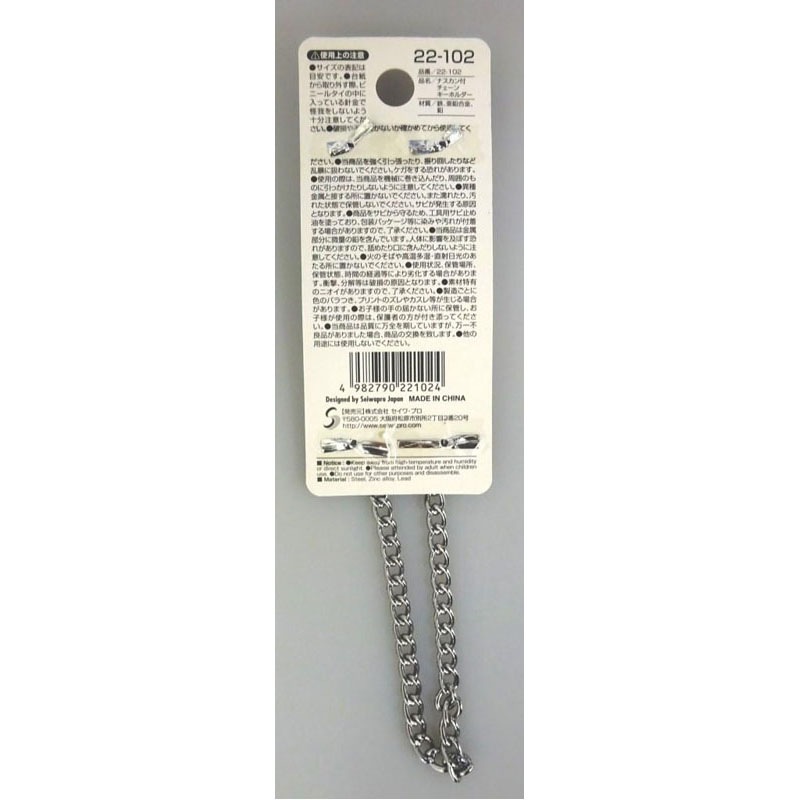 ⚠使用上の注意
22-102
●サイズの表記は
目安です。●台紙
から取り外す際、ビ
ニールタイの中に
入っている針金で
怪我をしないよう
十分注意してくだ
品番／22-102
品名／ナスカン付
チェーン
キーホルダー
材質／鉄、亜鉛合金、
鉛
さい。●破損や
ないか確かめてから使用してく
ださい。●当商品を強く引っ張ったり、振り回したりなど
乱暴に扱わないでください。ケガをする恐れがあります。
●使用の際は、当商品を機械に巻き込んだり、周囲のも
のに引っかけたりしないように注意してください。●異種
金属と接する所に置かないでください。また濡れたり、汚
れた状態で保管しないでください。サビが発生する原因
となります。●商品をサビから守るため、工具用サビ止め
油を塗っており、包装パッケージ等に染みや汚れが付着
する場合がありますので、了承ください。●当商品は金属
部分に微量の鉛を含んでいます。人体に影響を及ぼす恐
れがありますので、舐めたり口に含んだりしないように注意
してください。●火のそばや高温多湿・直射日光のあ
たる所に置かないでください。●使用状況、保管場所、
保管状態、時間の経過等により劣化する場合がありま
す。衝撃、分解等は破損の原因となります。●素材特有
のニオイがありますので、了承ください。●製造ごとに
色のバラつき、プリントのズレやカスレ等が生じる場合
があります。●お子様の手の届かない所に保管し、お
子様が使用の際は、保護者の方が付き添ってくださ
い。●当商品は品質に万全を期していますが、万一不
良品がありました場合、商品の交換を致します。●他の
用途には使用しないでください。
4 982790 221024
Designed by Seiwapro Japan MADE IN CHINA
【発売元】株式会社 セイワ・プロ
〒580-0005 大阪府松原市別所2丁目3番20号
http://www.seiwapro.com
■Notice : ●Keep away from high temperature and humidity
or direct sunlight. ●Please attended by adult when children
use. ●Do not use for other purposes and disassemble.
■Material : Steel, Zinc alloy, Lead